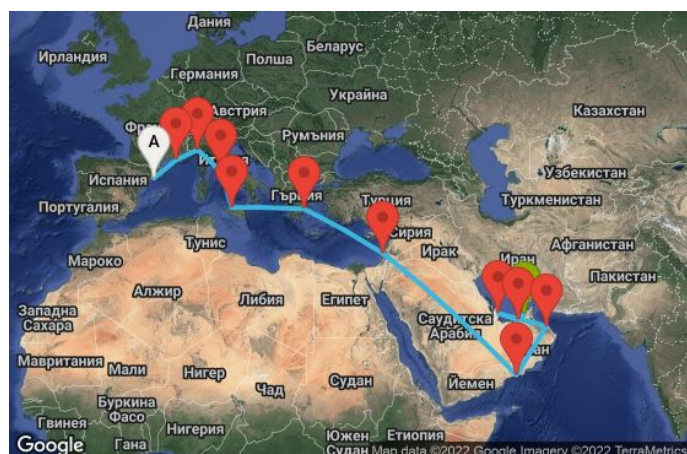 Дания
Беларус
Ирландия
Полша
Германия
Казахстан
Украйна
Австрия
A
Румъния
Узбекистан
Испания
Гърция
Турция
Туркменистан
Португалия
Сирия
Афганистан
Тунис
Ирак
Иран
Мароко
Пакистан
Алжир
Либия
Египет
Западна
Сахара
Саудитска
Арабия
Мавритания
Мали
Нигер
Йемен
Чад
Судан
Буркина
Фасо
Гвинея
Нигерия
Етиопия
Южен
Судан
Гана
Google
Map data ©2022 Google Imagery ©2022 TerraMetrics